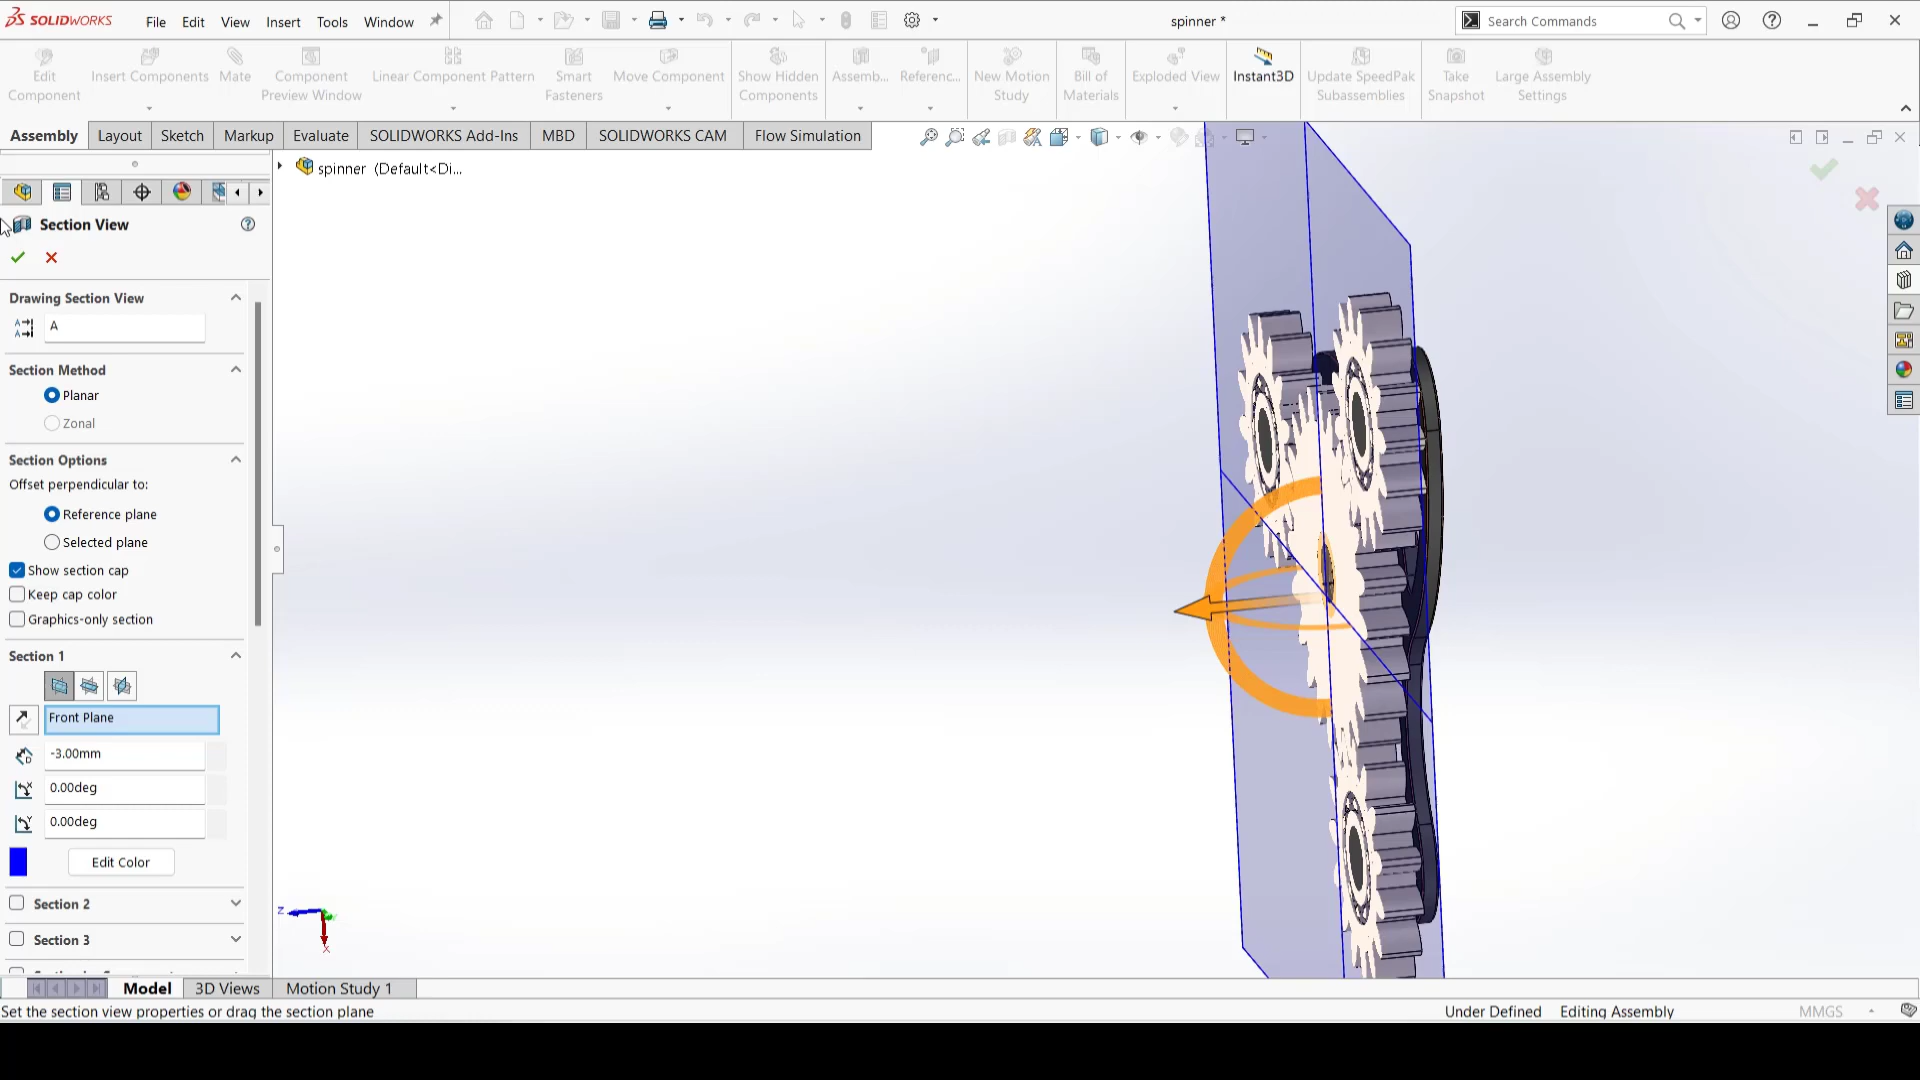 SOLIDWORKS
File Edit View Insert Tools Window
spinner *
Search Commands
Edit Component
Insert Components
Mate
Component Preview Window
Linear Component Pattern
Smart Fasteners
Move Component
Show Hidden Components
Assemb...
Referenc...
New Motion Study
Bill of Materials
Exploded View
Instant3D
Update SpeedPak Subassemblies
Take Snapshot
Large Assembly Settings
Assembly Layout Sketch Markup Evaluate SOLIDWORKS Add-Ins MBD SOLIDWORKS CAM Flow Simulation
spinner (Default<Di...
Section View
Drawing Section View
A
Section Method
Planar
Zonal
Section Options
Offset perpendicular to:
Reference plane
Selected plane
Show section cap
Keep cap color
Graphics-only section
Section 1
Front Plane
-3.00mm
0.00deg
0.00deg
Edit Color
Section 2
Section 3
Z
X
Model 3D Views Motion Study 1
Set the section view properties or drag the section plane
Under Defined Editing Assembly MMGS